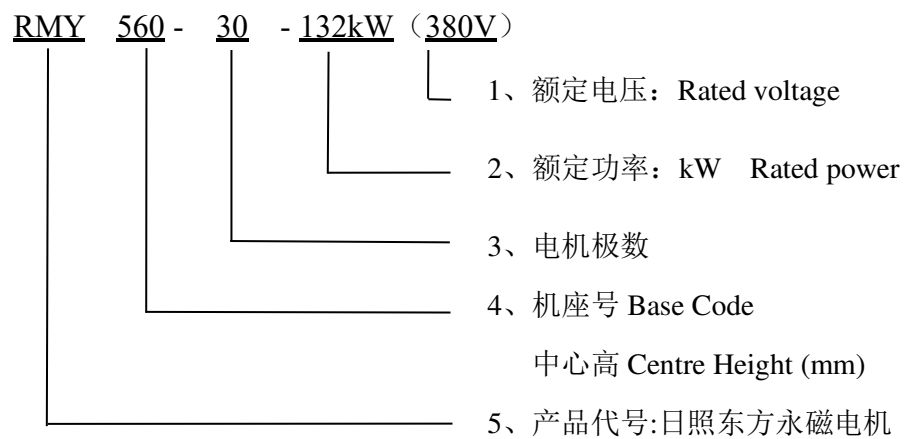 RMY 560 - 30 - 132kW（380V）
1、额定电压：Rated voltage
2、额定功率：kW Rated power
3、电机极数
4、机座号 Base Code
中心高 Centre Height (mm)
5、产品代号:日照东方永磁电机